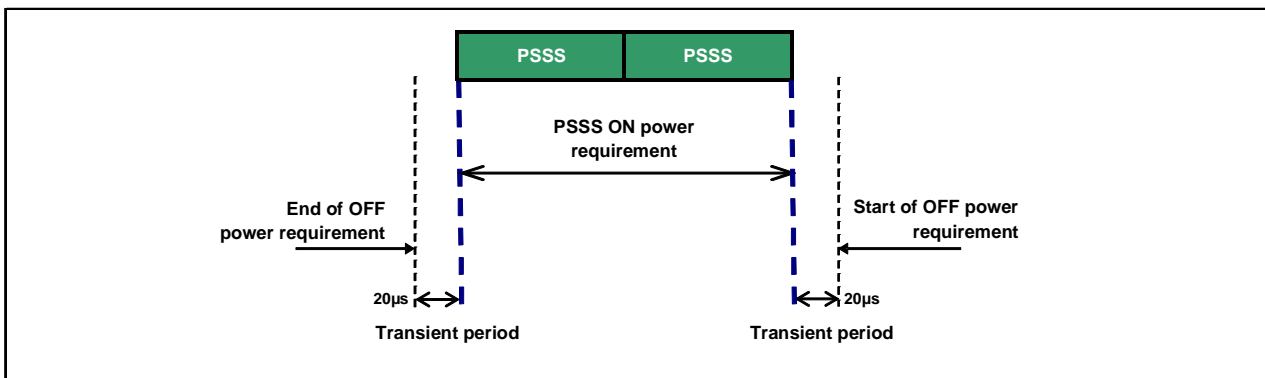 PSSS PSSS
PSSS ON power
requirement
End of OFF
power requirement
Start of OFF power
requirement
20µs 20µs
Transient period Transient period